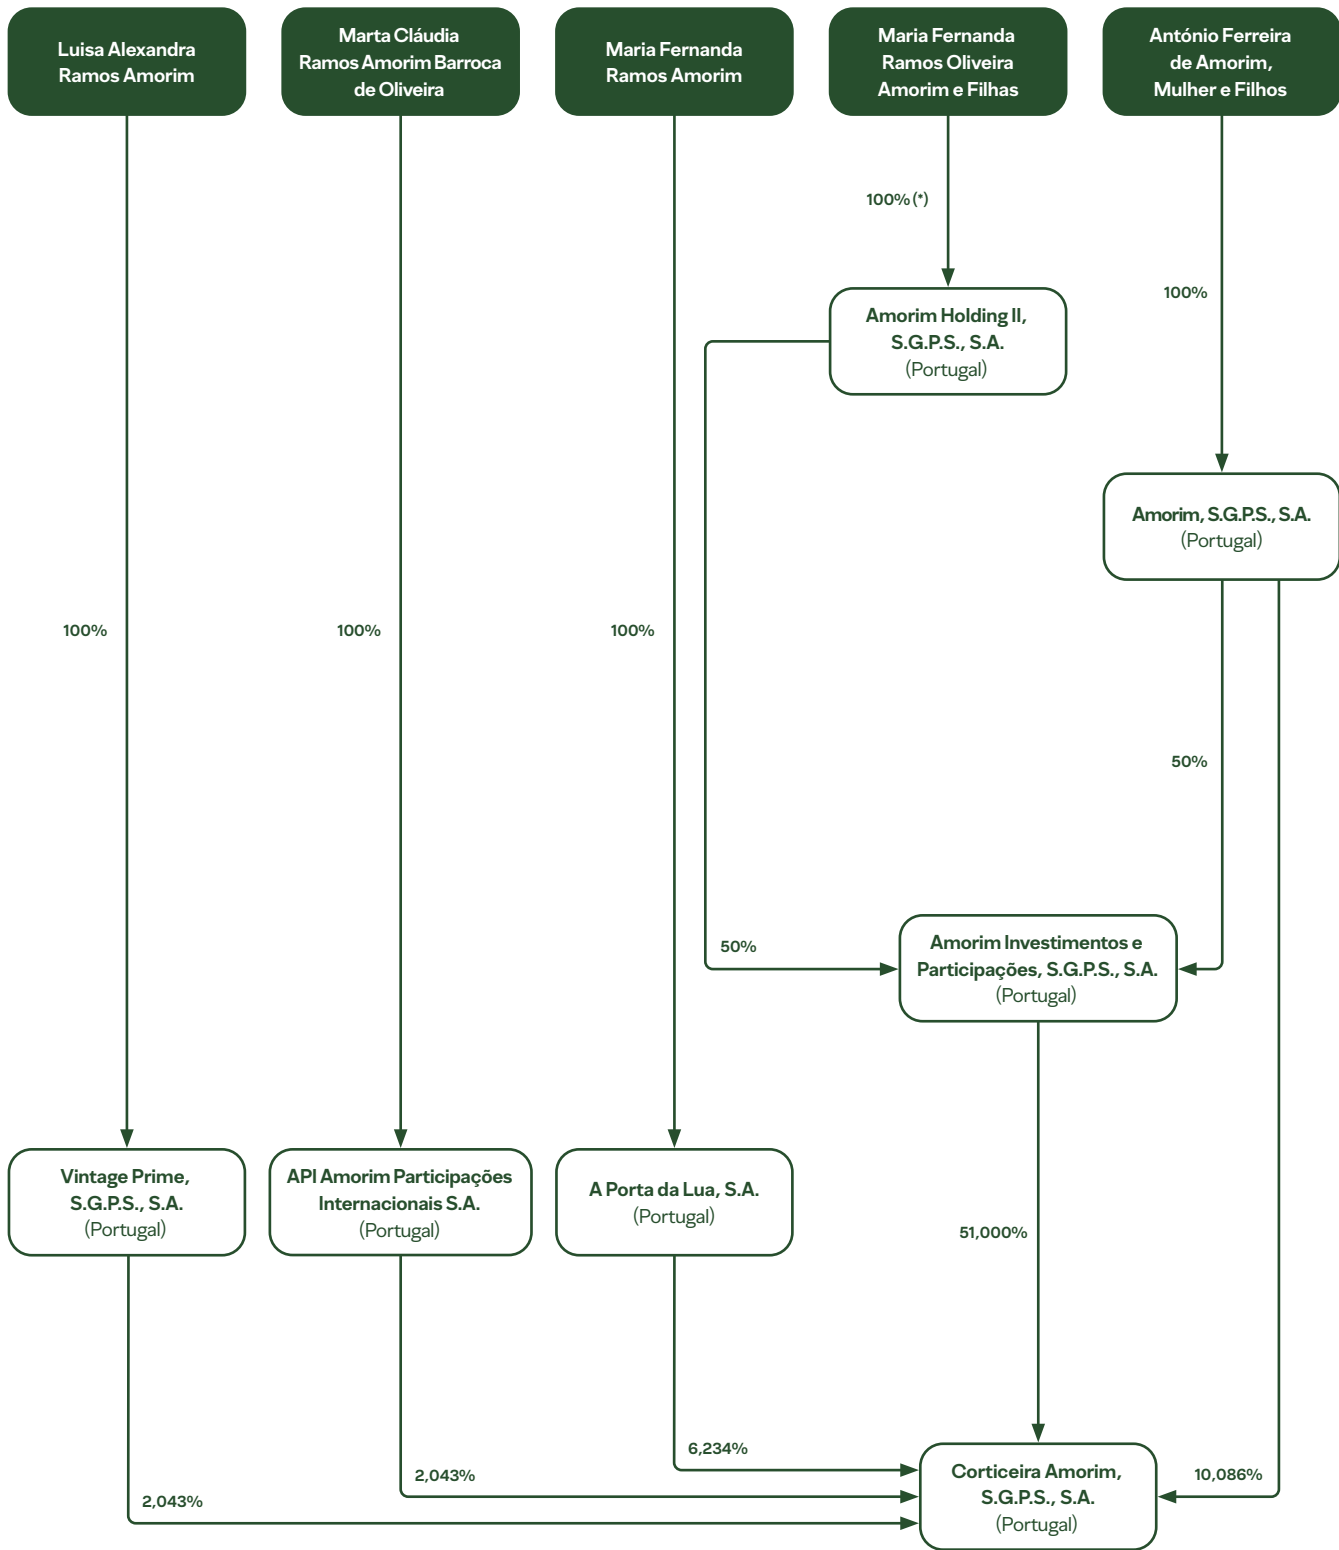 Luisa Alexandra
Ramos Amorim
Marta Cláudia
Ramos Amorim Barroca
de Oliveira
Maria Fernanda
Ramos Amorim
Maria Fernanda
Ramos Oliveira
Amorim e Filhas
António Ferreira
de Amorim,
Mulher e Filhos
100% (*)
100%
Amorim Holding II,
S.G.P.S., S.A.
(Portugal)
Amorim, S.G.P.S., S.A.
(Portugal)
100%
100%
100%
50%
50%
Amorim Investimentos e
Participações, S.G.P.S., S.A.
(Portugal)
Vintage Prime,
S.G.P.S., S.A.
(Portugal)
API Amorim Participações
Internacionais S.A.
(Portugal)
A Porta da Lua, S.A.
(Portugal)
51,000%
6,234%
2,043%
2,043%
10,086%
Corticeira Amorim,
S.G.P.S., S.A.
(Portugal)